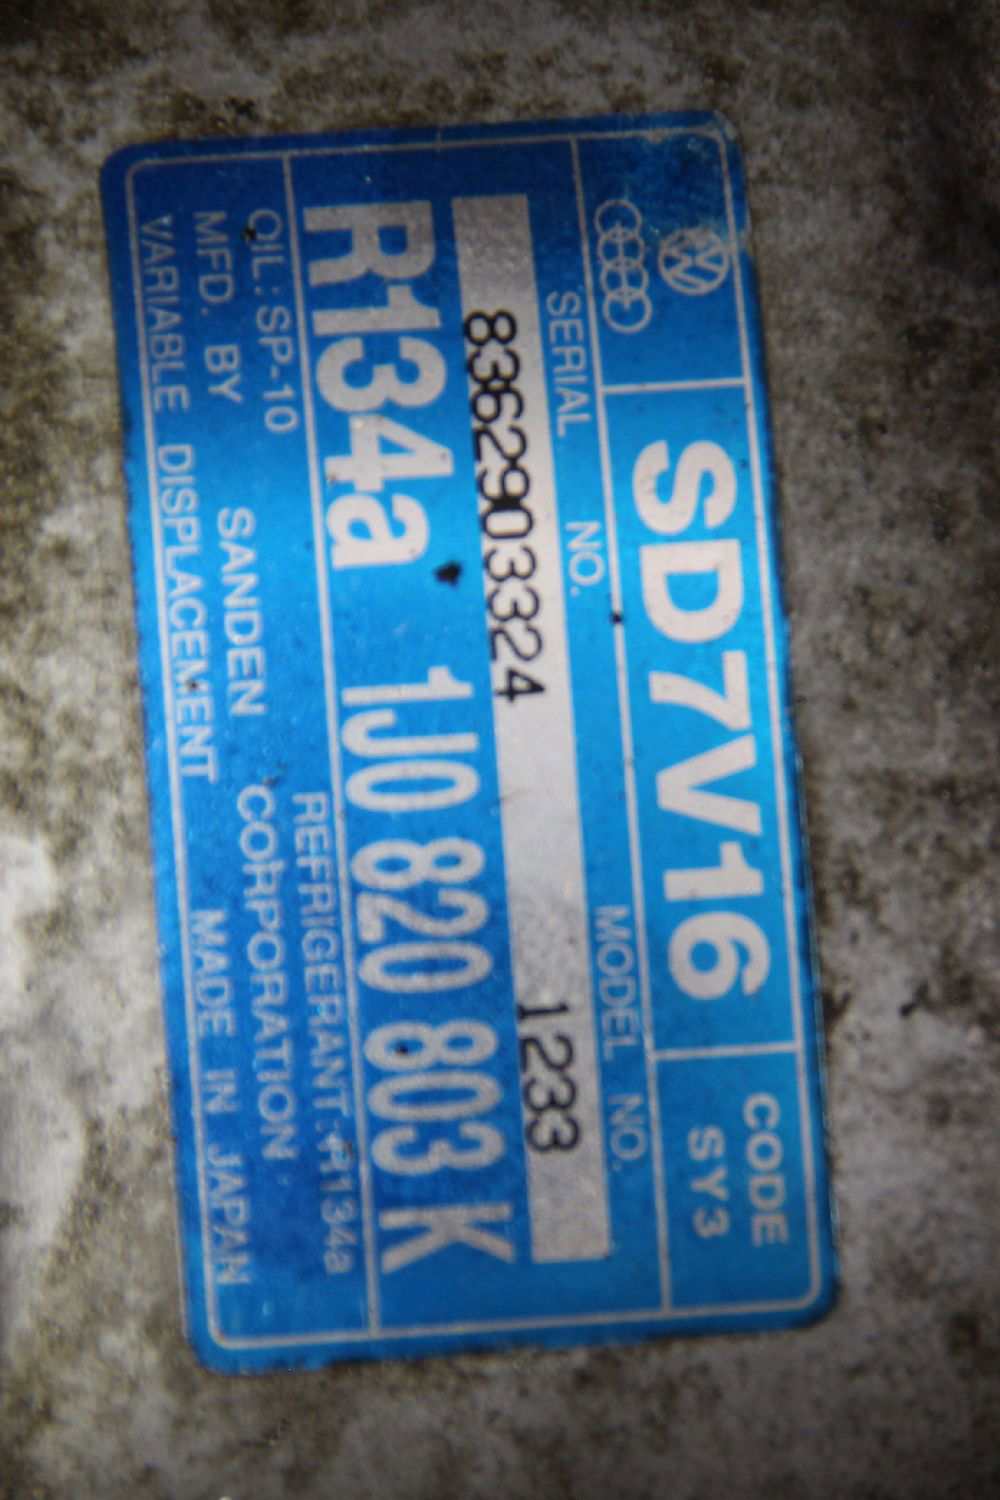 SD7V16
CODE
SY3
SERIAL NO. MODEL NO.
8362903324 1233
R134a 1J0 820 803 K
OIL: SP-10 REFRIGERANT: R134a
MFD. BY SANDEN CORPORATION
VARIABLE DISPLACEMENT MADE IN JAPAN